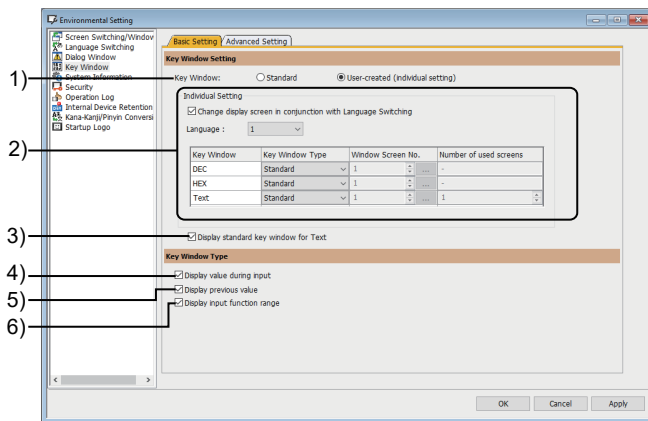 Environmental Setting
Screen Switching/Window
Language Switching
Dialog Window
Key Window
System Information
Security
Operation Log
Internal Device Retention
Kana-Kanji/Pinyin Conversi
Startup Logo
Basic Setting
Advanced Setting
Key Window Setting
1)
Key Window:
Standard
User-created (individual setting)
2)
Individual Setting
Change display screen in conjunction with Language Switching
Language :
1
Key Window
Key Window Type
Window Screen No.
Number of used screens
DEC
Standard
1
...
-
HEX
Standard
1
...
-
Text
Standard
1
...
1
3)
Display standard key window for Text
Key Window Type
4)
Display value during input
5)
Display previous value
6)
Display input function range
OK
Cancel
Apply